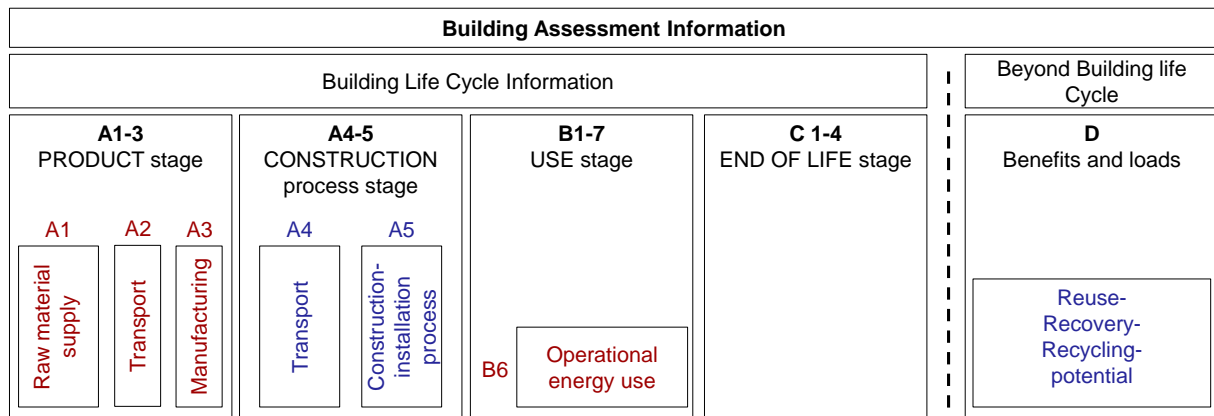 Building Assessment Information
Building Life Cycle Information
Beyond Building life
Cycle
A1-3
PRODUCT stage
A4-5
CONSTRUCTION
process stage
B1-7
USE stage
C 1-4
END OF LIFE stage
D
Benefits and loads
A1
A2
A3
A4
A5
Raw material
supply
Transport
Manufacturing
Transport
Construction-
installation
process
B6
Operational
energy use
Reuse-
Recovery-
Recycling-
potential